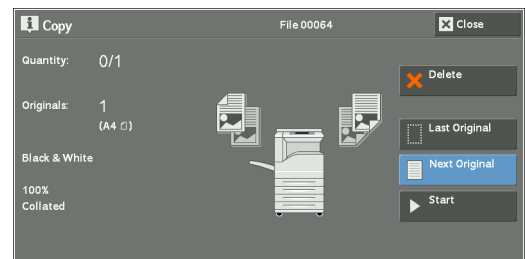 Copy
File 00064
Close
Quantity: 0/1
Originals: 1
(A4)
Black & White
100%
Collated
Delete
Last Original
Next Original
Start